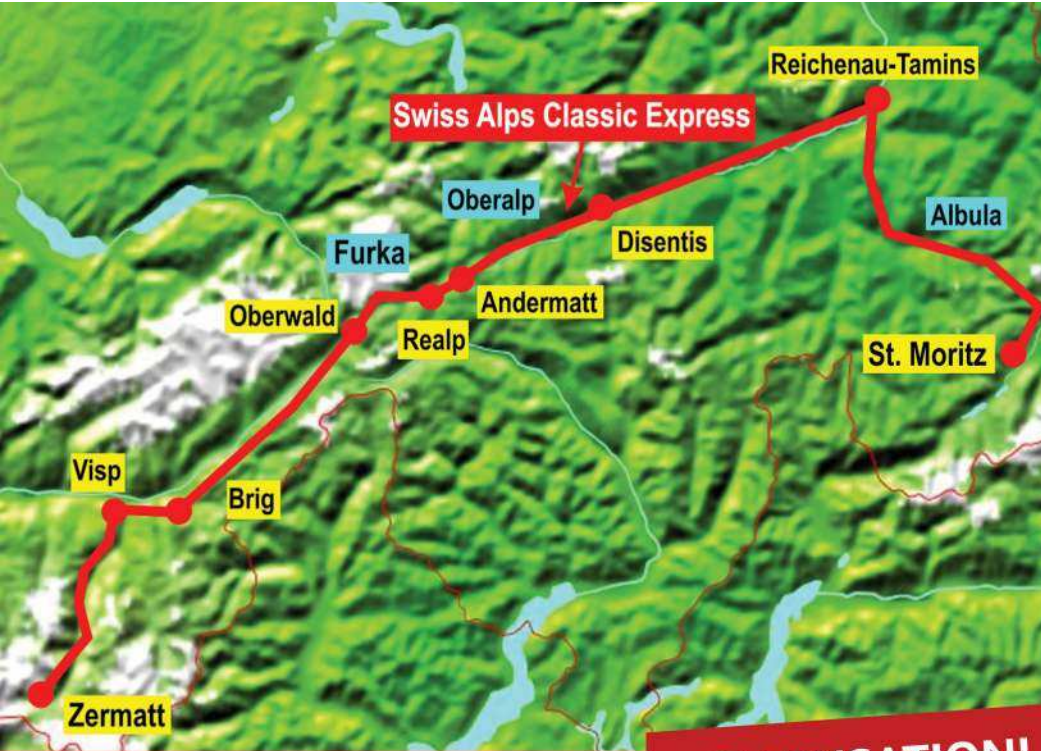 Reichenau-Tamins
Swiss Alps Classic Express
Oberalp
Albula
Disentis
Furka
Andermatt
Oberwald
Realp
St. Moritz
Visp
Brig
Zermatt